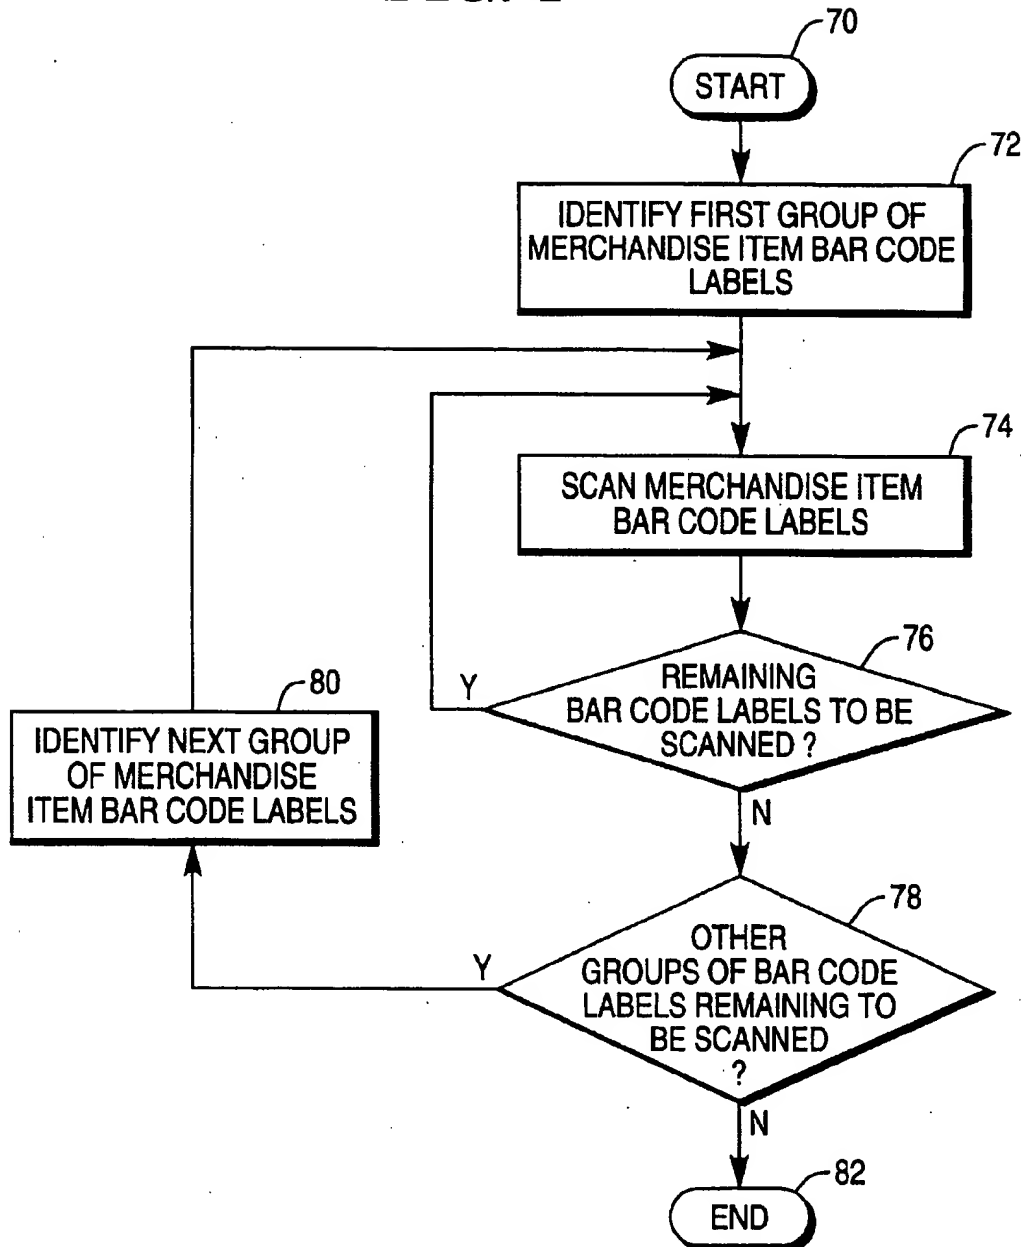 70
START
72
IDENTIFY FIRST GROUP OF
MERCHANDISE ITEM BAR CODE
LABELS
74
SCAN MERCHANDISE ITEM
BAR CODE LABELS
76
REMAINING
BAR CODE LABELS TO BE
SCANNED ?
Y
N
80
IDENTIFY NEXT GROUP
OF MERCHANDISE
ITEM BAR CODE LABELS
78
OTHER
GROUPS OF BAR CODE
LABELS REMAINING TO
BE SCANNED
?
Y
N
82
END